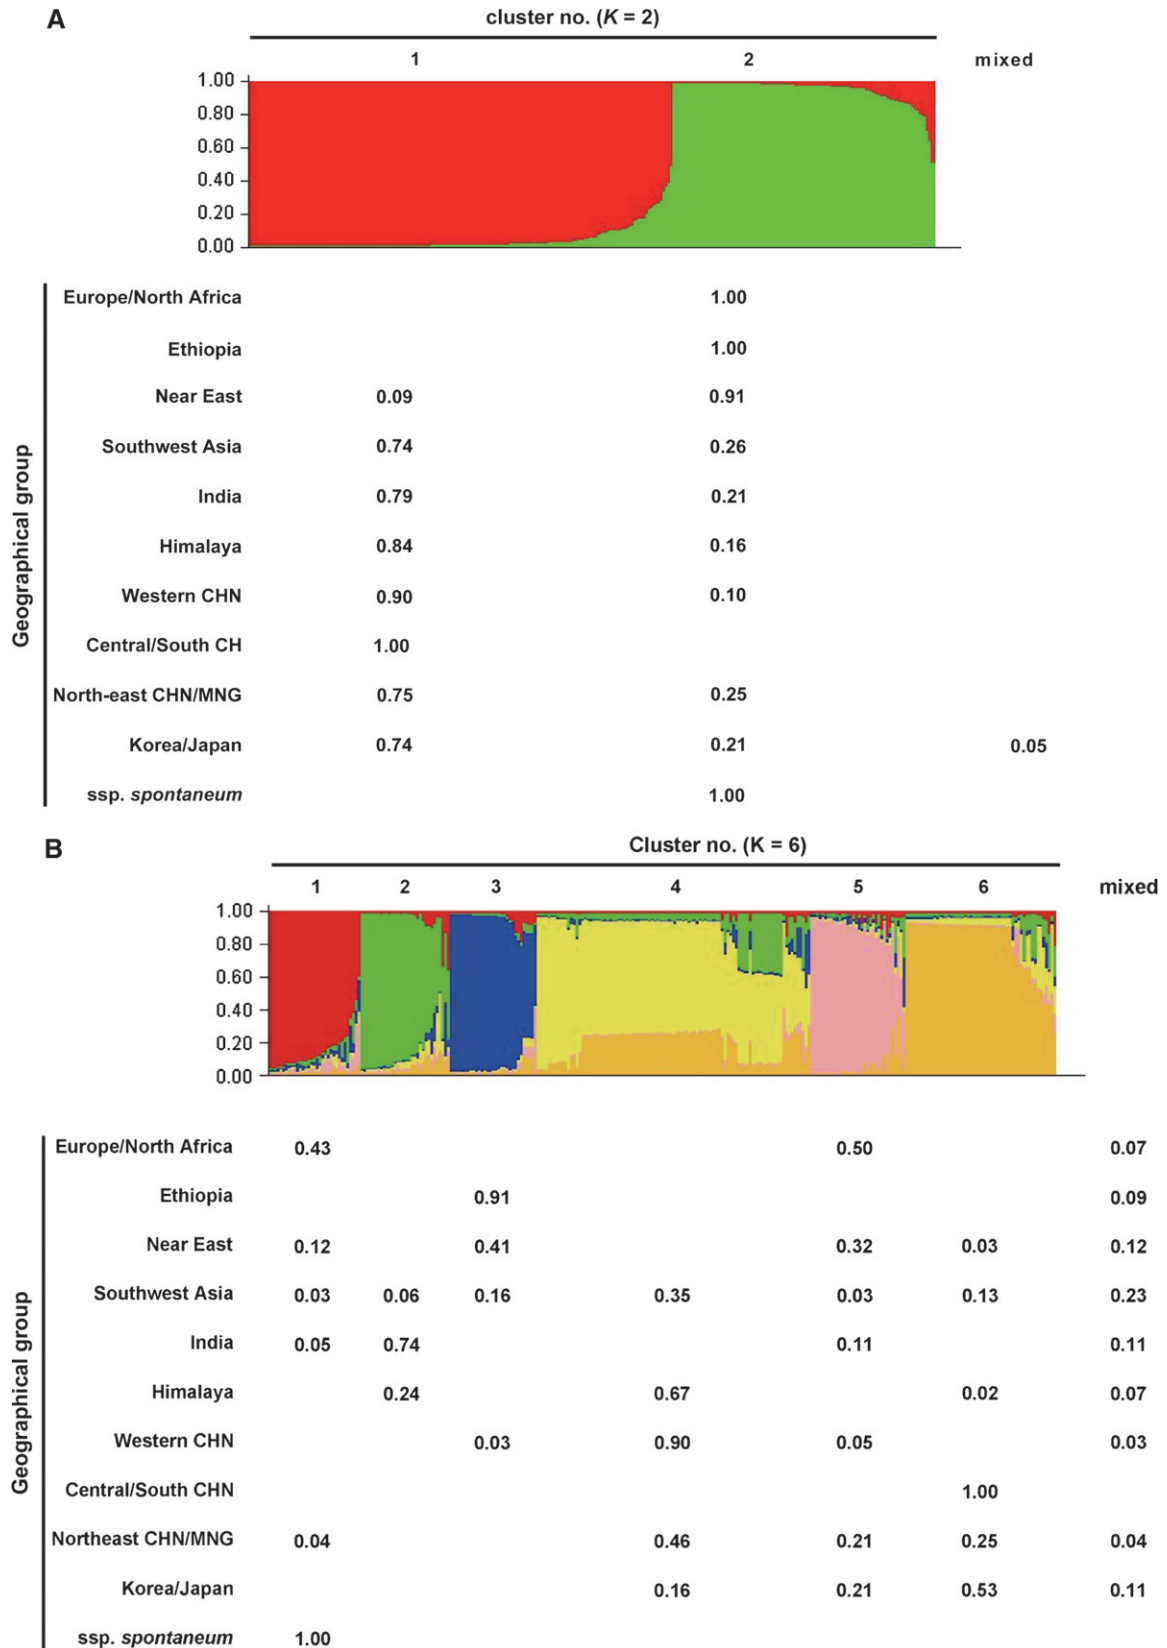 A
cluster no. (K = 2)
1 2 mixed
1.00
0.80
0.60
0.40
0.20
0.00
Geographical group
Europe/North Africa 1.00
Ethiopia 1.00
Near East 0.09 0.91
Southwest Asia 0.74 0.26
India 0.79 0.21
Himalaya 0.84 0.16
Western CHN 0.90 0.10
Central/South CH 1.00
North-east CHN/MNG 0.75 0.25
Korea/Japan 0.74 0.21 0.05
ssp. spontaneum 1.00
B
Cluster no. (K = 6)
1 2 3 4 5 6 mixed
1.00
0.80
0.60
0.40
0.20
0.00
Geographical group
Europe/North Africa 0.43 0.50 0.07
Ethiopia 0.91 0.09
Near East 0.12 0.41 0.32 0.03 0.12
Southwest Asia 0.03 0.06 0.16 0.35 0.03 0.13 0.23
India 0.05 0.74 0.11 0.11
Himalaya 0.24 0.67 0.02 0.07
Western CHN 0.03 0.90 0.05 0.03
Central/South CHN 1.00
Northeast CHN/MNG 0.04 0.46 0.21 0.25 0.04
Korea/Japan 0.16 0.21 0.53 0.11
ssp. spontaneum 1.00